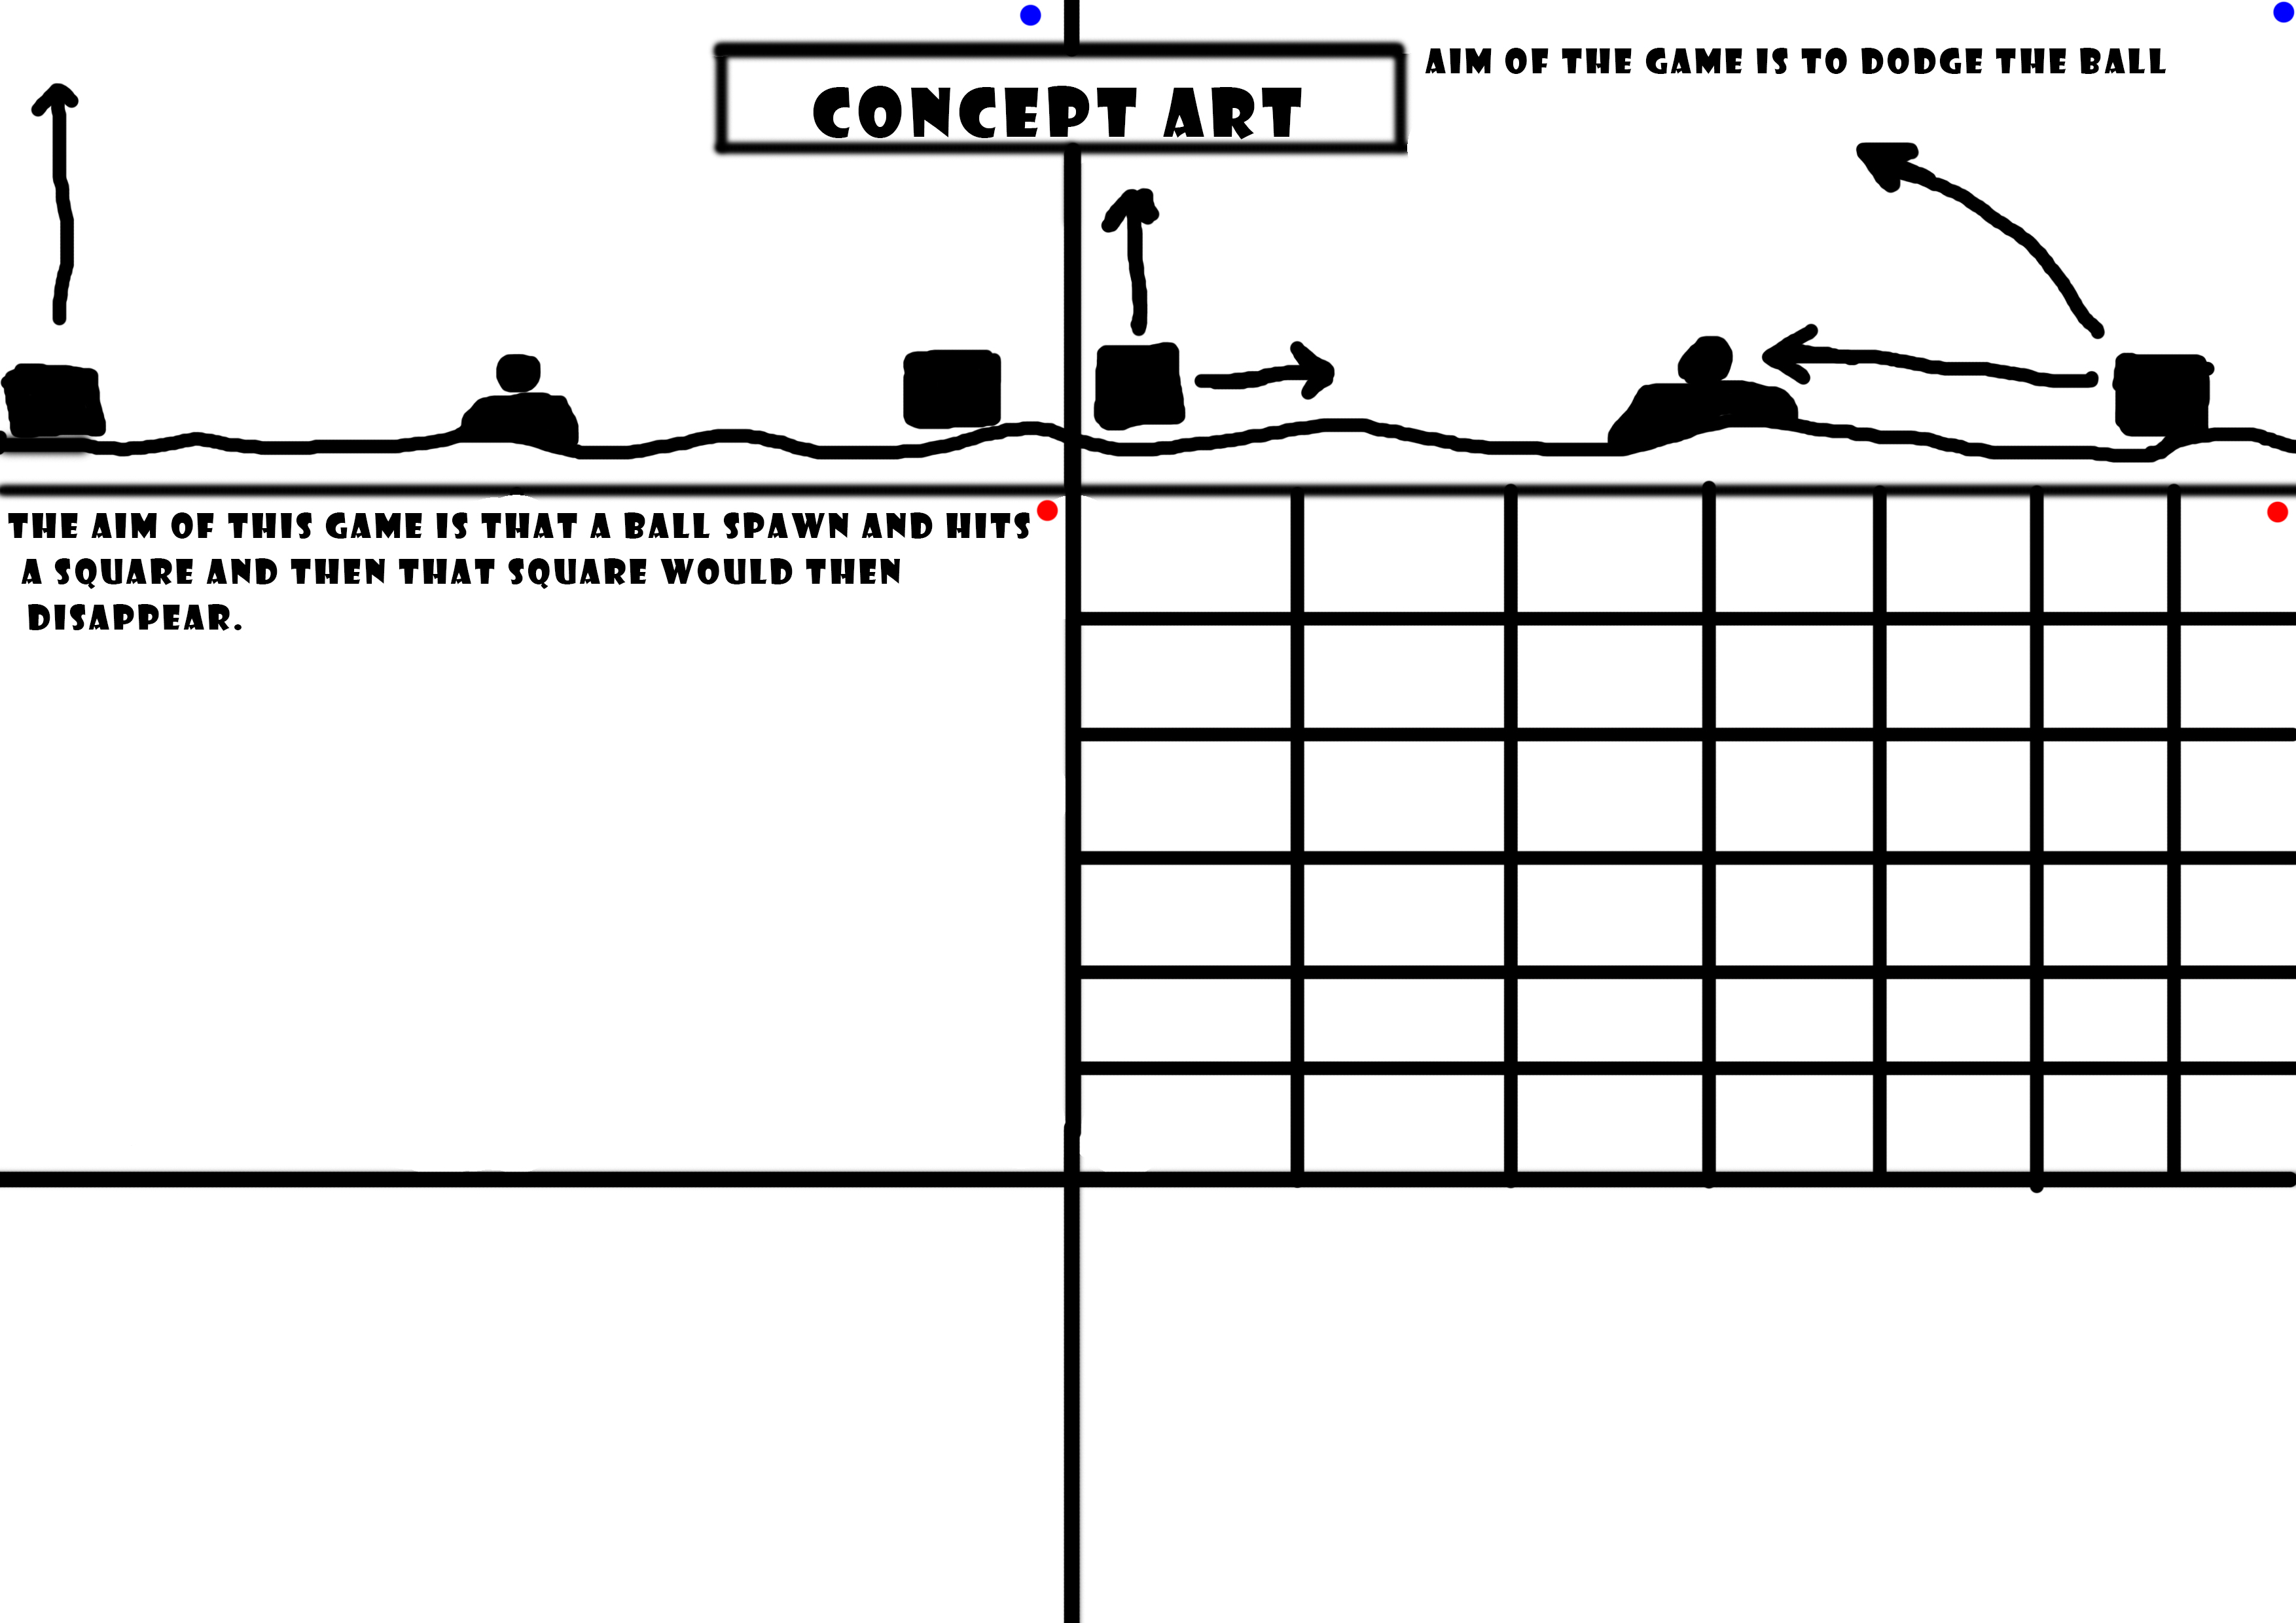 CONCEPT ART
AIM OF THE GAME IS TO DODGE THE BALL
THE AIM OF THIS GAME IS THAT A BALL SPAWN AND HITS
A SQUARE AND THEN THAT SQUARE WOULD THEN
DISAPPEAR.